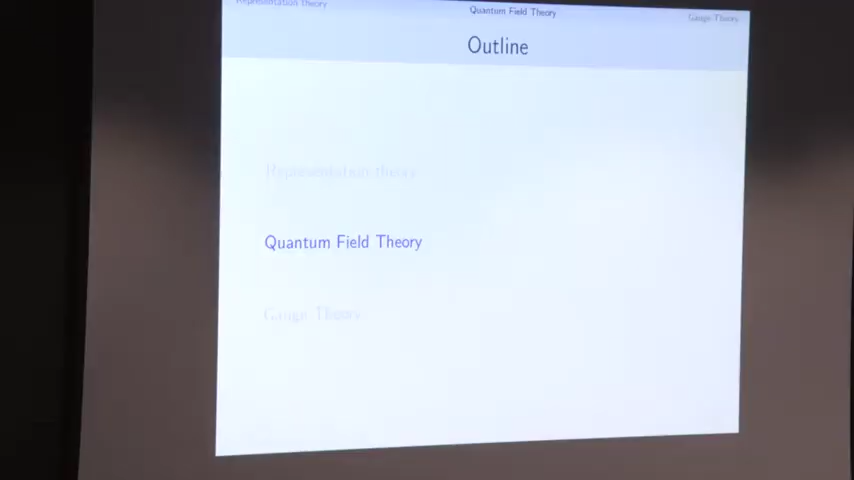 Representation theory
Quantum Field Theory
Gauge Theory
Outline
Representation theory
Quantum Field Theory
Gauge Theory